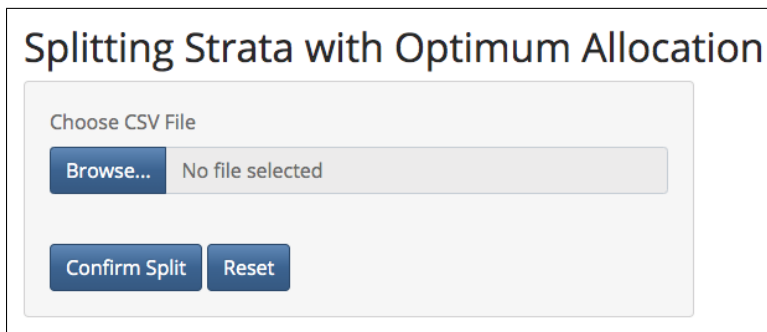 Splitting Strata with Optimum Allocation
Choose CSV File
Browse... No file selected
Confirm Split Reset